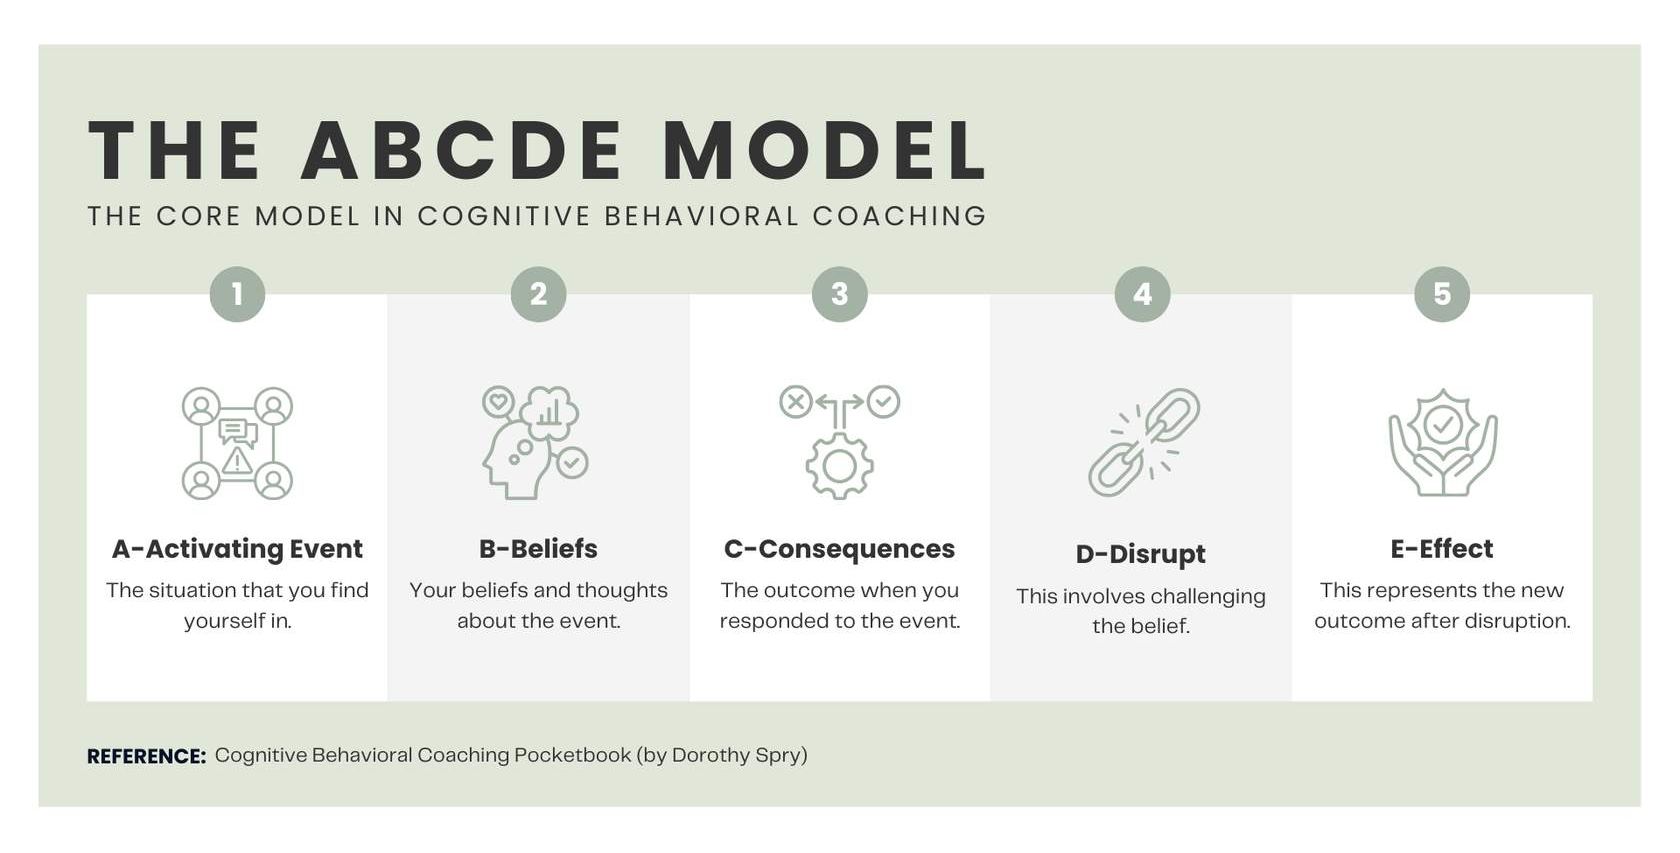 THE ABCDE MODEL
THE CORE MODEL IN COGNITIVE BEHAVIORAL COACHING
1
A-Activating Event
The situation that you find
yourself in.
2
B-Beliefs
Your beliefs and thoughts
about the event.
3
C-Consequences
The outcome when you
responded to the event.
4
D-Disrupt
This involves challenging
the belief.
5
E-Effect
This represents the new
outcome after disruption.
REFERENCE: Cognitive Behavioral Coaching Pocketbook (by Dorothy Spry)